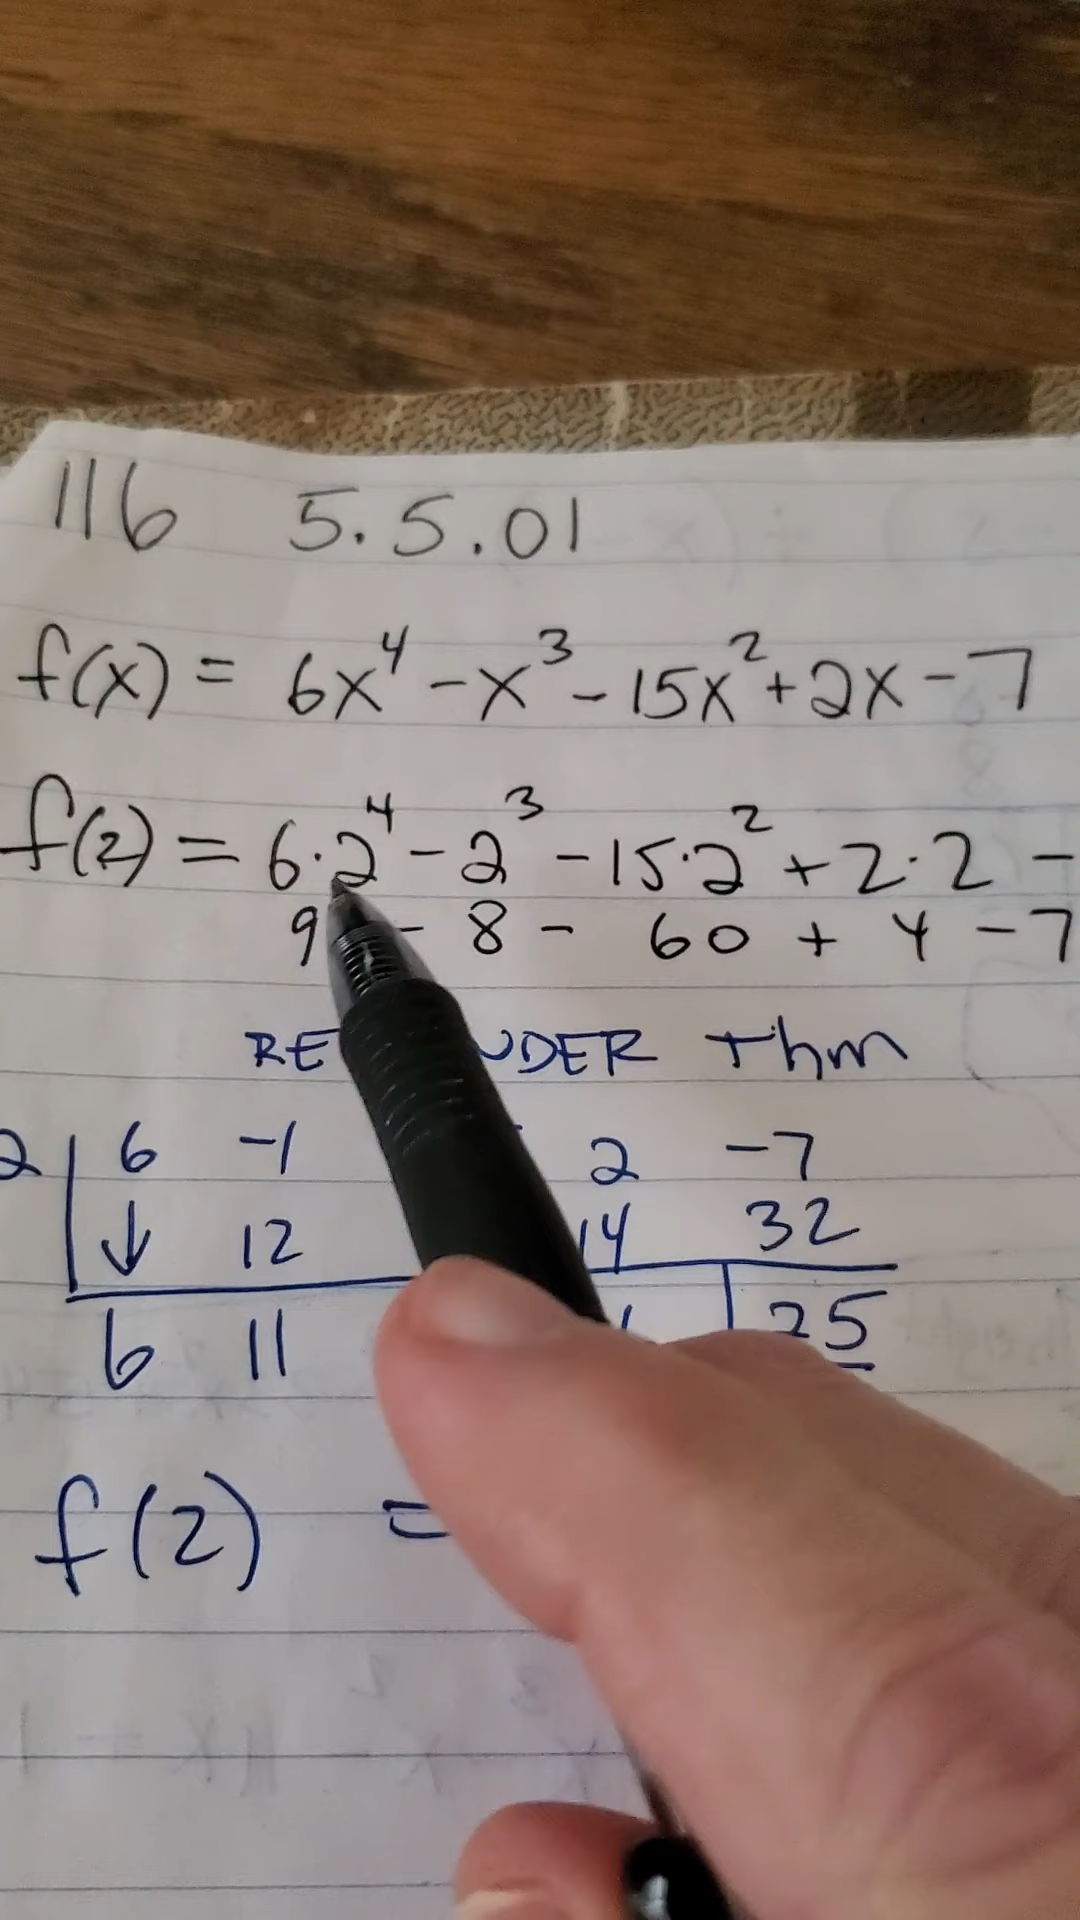 116 5.5.01
f(x) = 6x⁴ - x³ - 15x² + 2x - 7
f(2) = 6·2⁴ - 2³ - 15·2² + 2·2 -
9 - 8 - 60 + 4 - 7
RE NDER thm
2 6 -1 2 -7
↓ 12 14 32
6 11 25
f(2) =